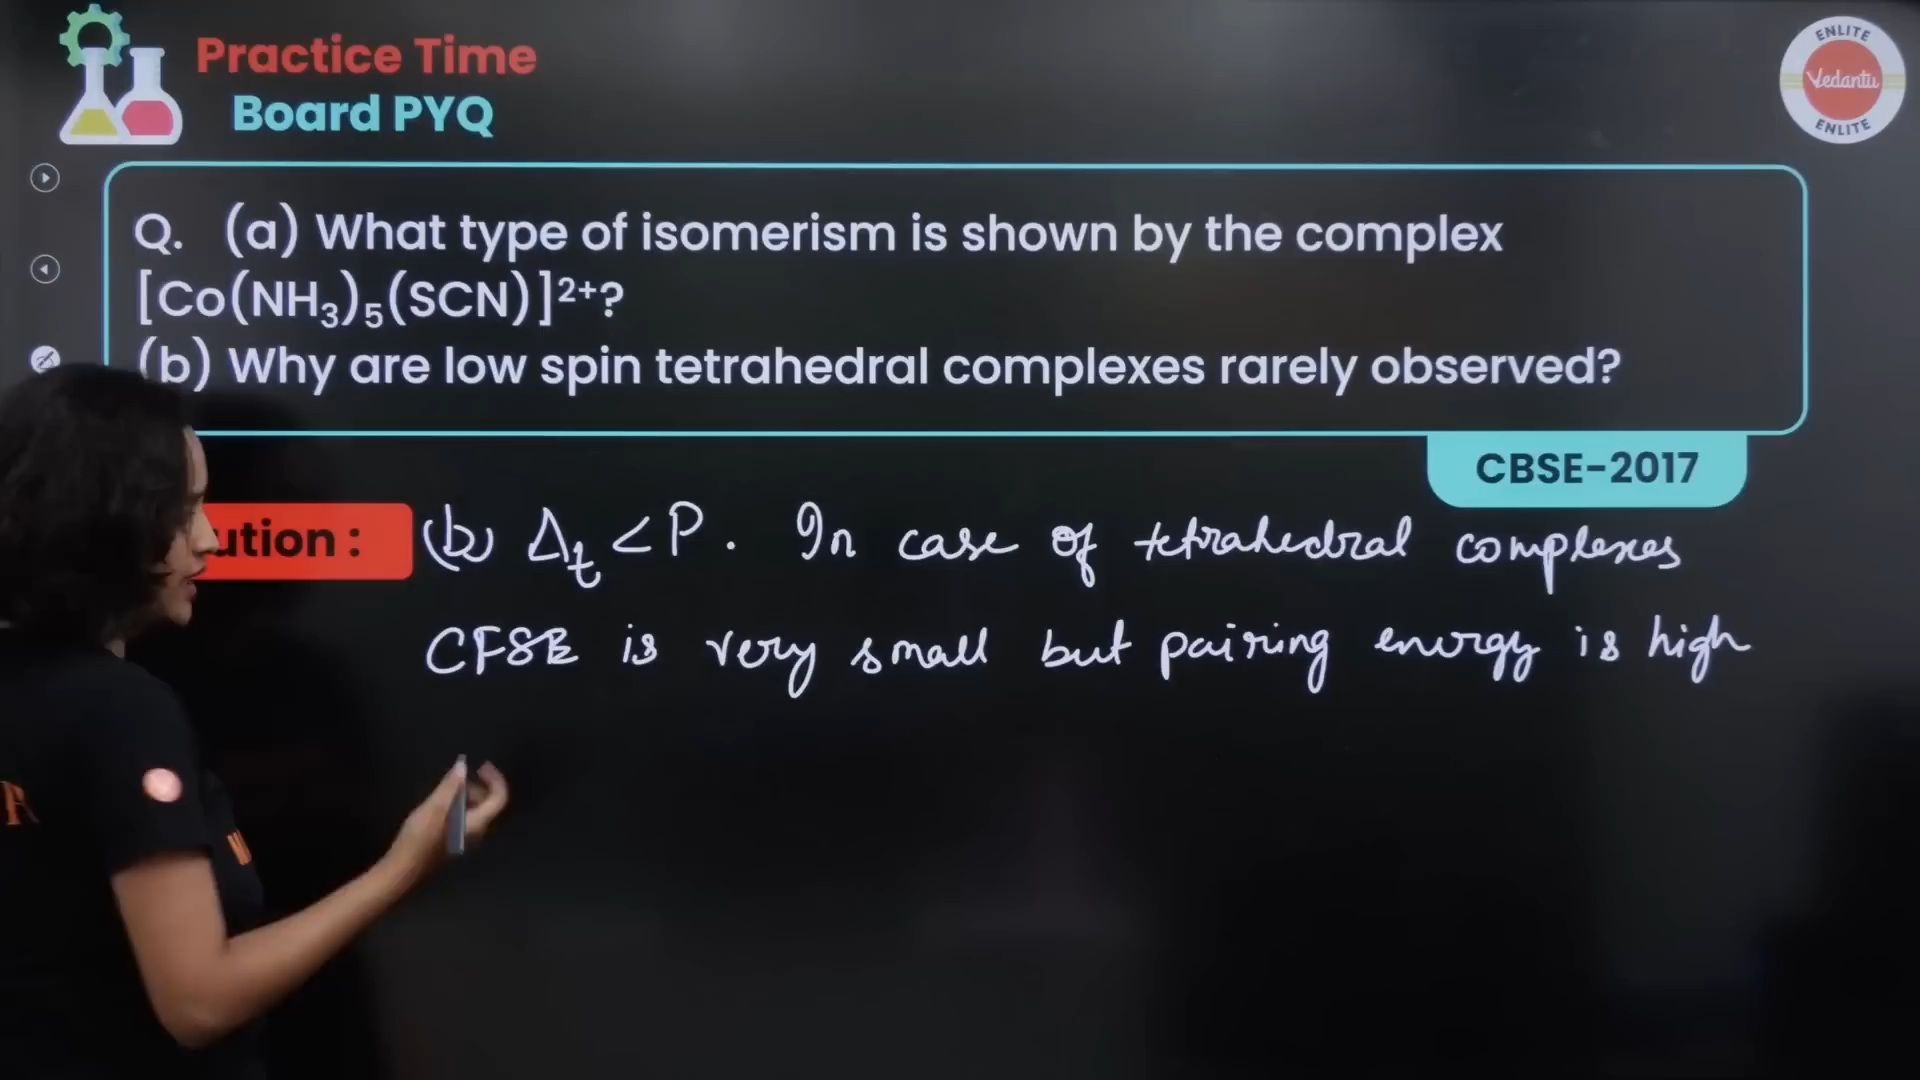 Practice Time
Board PYQ
ENLITE
Vedantu
ENLITE
Q. (a) What type of isomerism is shown by the complex
[Co(NH₃)₅(SCN)]²⁺?
(b) Why are low spin tetrahedral complexes rarely observed?
CBSE-2017
ution :
(b) Δt < P. In case of tetrahedral complexes
CFSE is very small but pairing energy is high